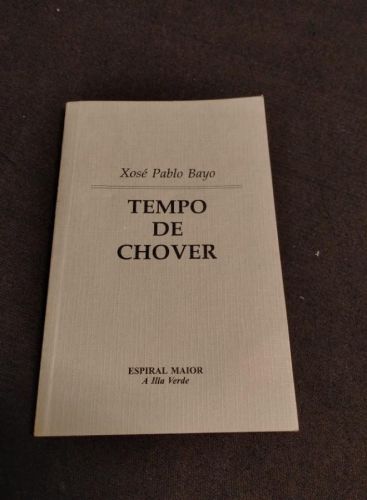 Xosé Pablo Bayo
TEMPO
DE
CHOVER
ESPIRAL MAIOR
A Illa Verde